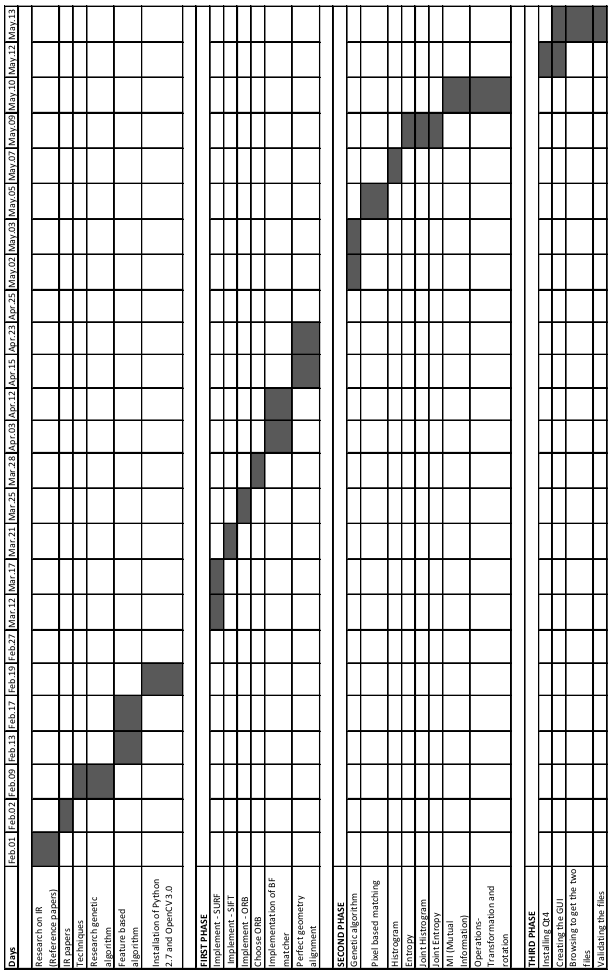 Days Feb.01 Feb.02 Feb.09 Feb.13 Feb.17 Feb.19 Feb.27 Mar.12 Mar.17 Mar.21 Mar.25 Mar.28 Apr.03 Apr.12 Apr.15 Apr.23 Apr.25 May.02 May.03 May.05 May.07 May.09 May.10 May.12 May.13
Research on IR
(Reference papers)
IR papers
Techniques
Research genetic
algorithm
Feature based
algorithm
Installation of Python
2.7 and OpenCV 3.0
FIRST PHASE
Implement - SURF
Implement - SIFT
Implement - ORB
Choose ORB
Implementation of BF
matcher
Perfect geometry
alignment
SECOND PHASE
Genetic algorithm
Pixel based matching
Histrogram
Entropy
Joint Histrogram
Joint Entropy
MI (Mutual
Information)
Operations-
Transformation and
rotation
THIRD PHASE
Installing Qt4
Creating the GUI
Browsing to get the two
files
Validating the files